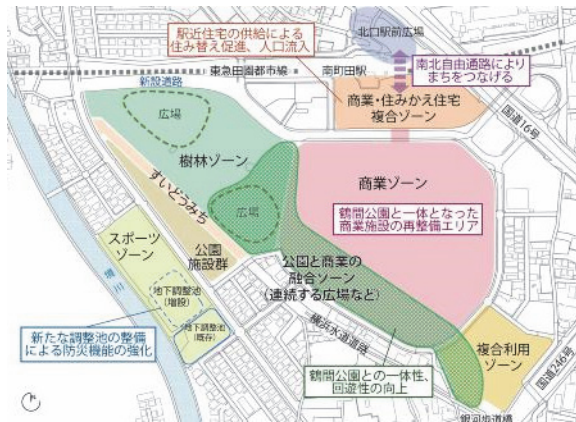 駅近住宅の供給による
住み替え促進、人口流入
北口駅前広場
南北自由通路により
まちをつなげる
東急田園都市線
南町田駅
新設道路
商業・住みかえ住宅
複合ゾーン
国道16号
広場
樹林ゾーン
商業ゾーン
すいどうみち
広場
鶴間公園と一体となった
商業施設の再整備エリア
スポーツ
ゾーン
公園
施設群
公園と商業の
融合ゾーン
(連続する広場など)
境川
地下調整池
(増設)
地下調整池
(既存)
横浜水道道路
新たな調整池の整備
による防災機能の強化
複合利用
ゾーン
国道246号
鶴間公園との一体性、
回遊性の向上
銀河歩道橋